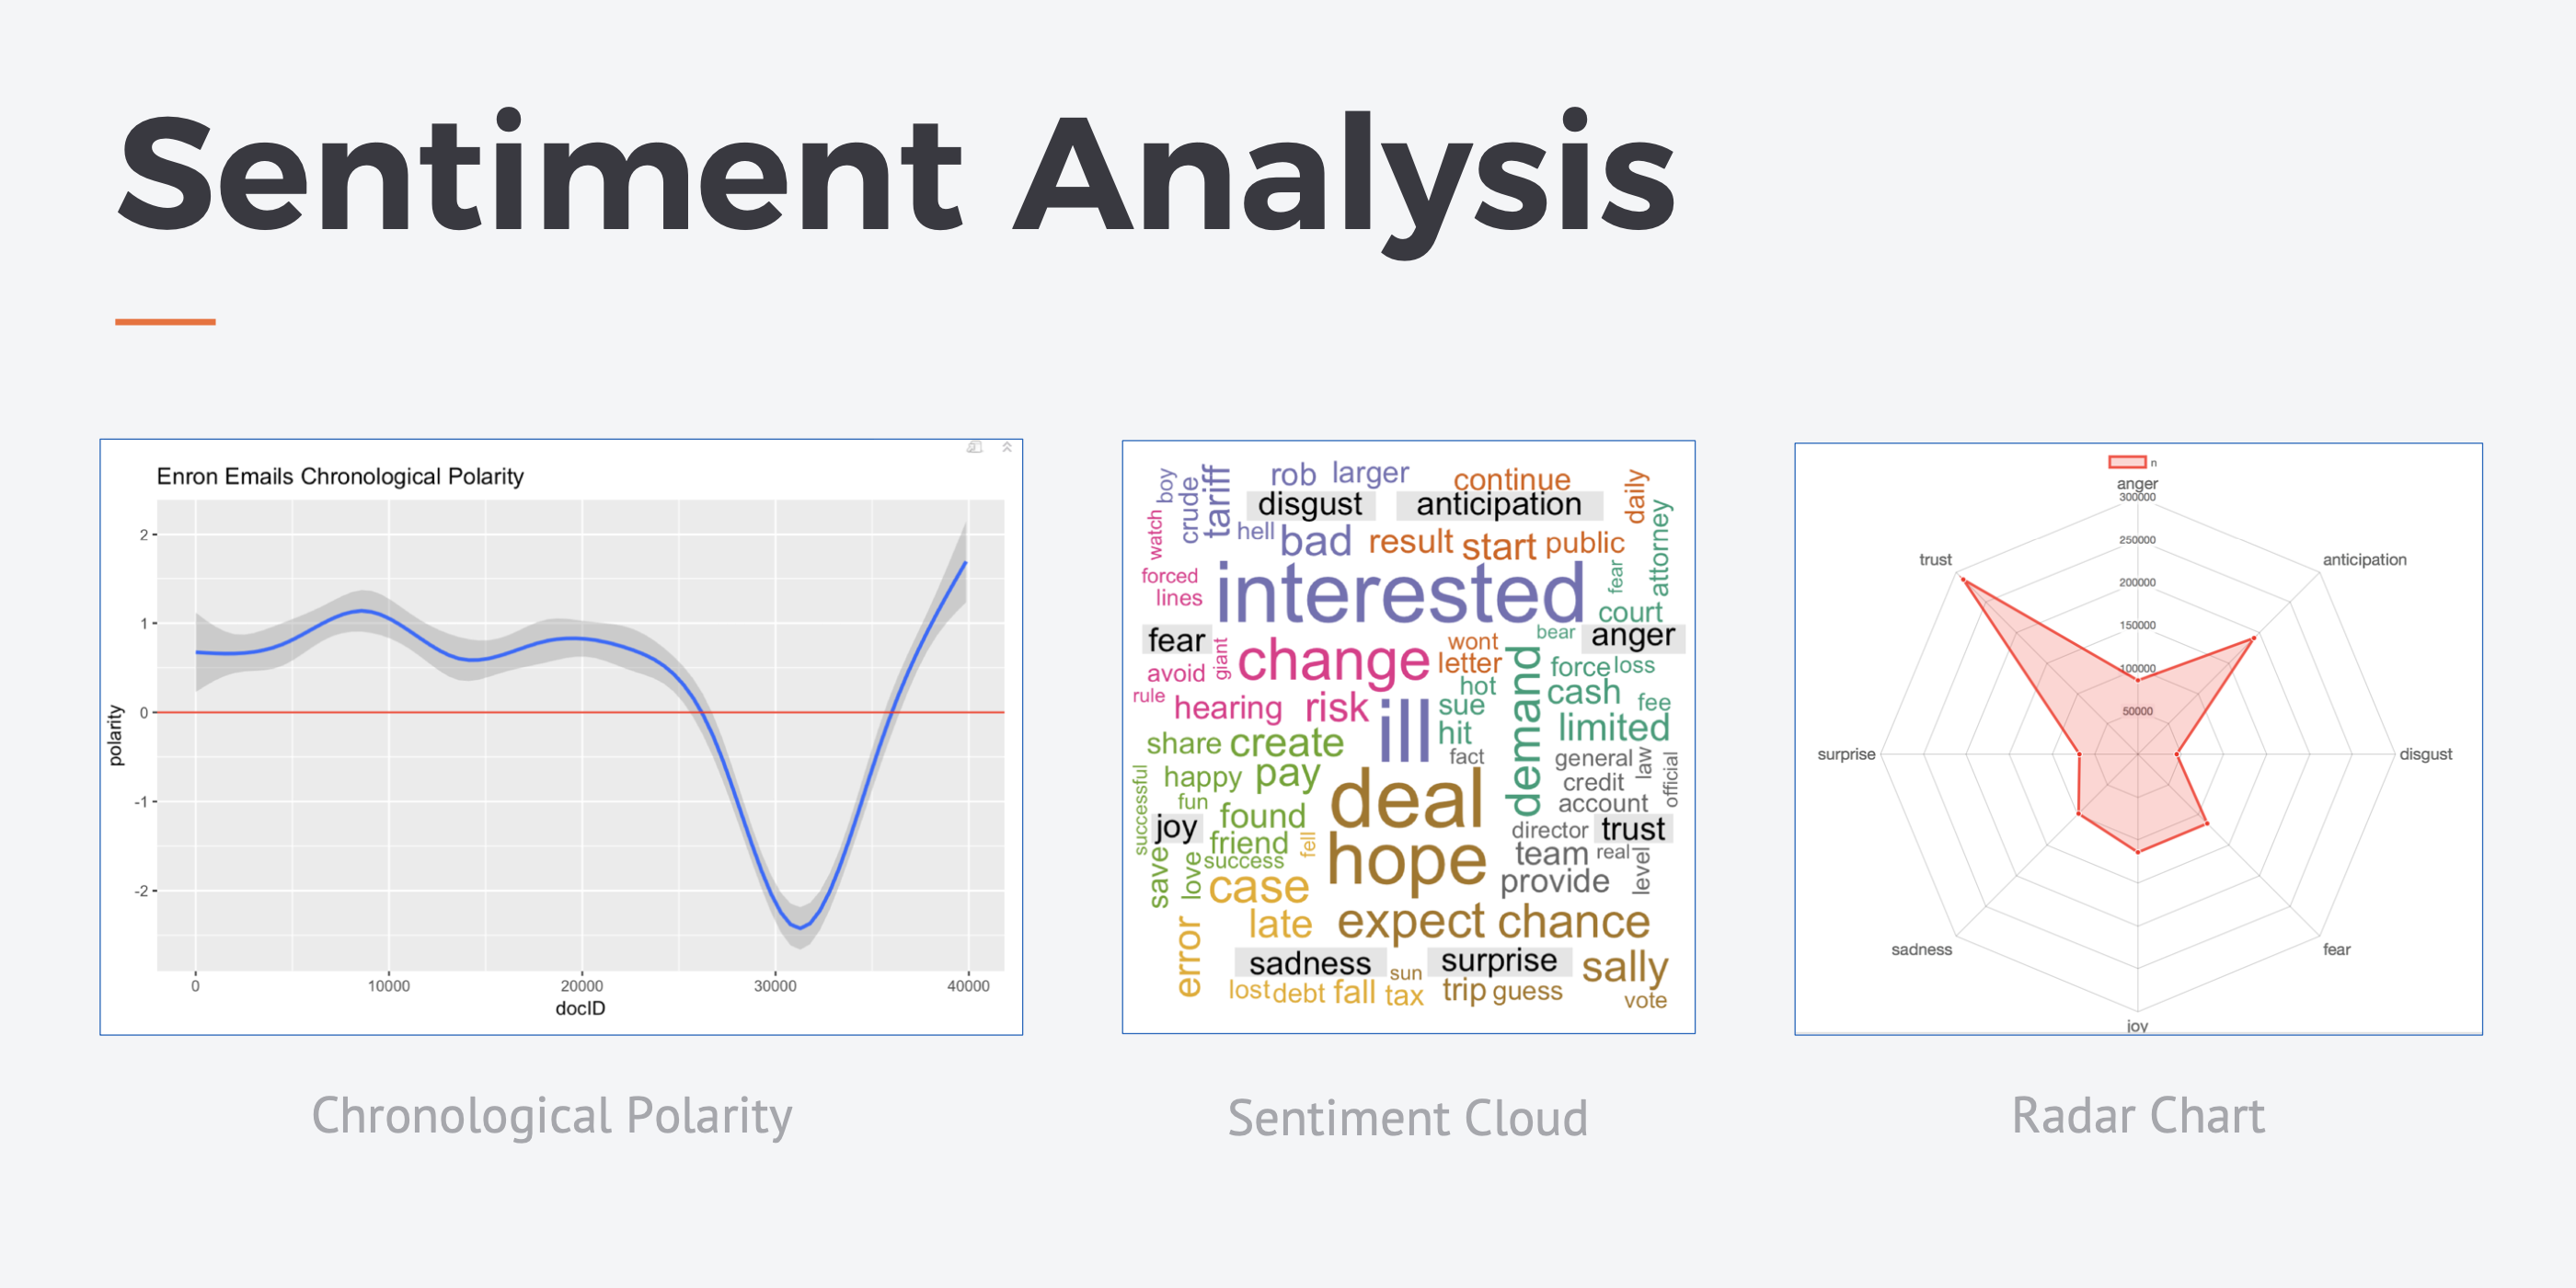 Sentiment Analysis
Enron Emails Chronological Polarity
polarity
2
1
0
-1
-2
0 10000 20000 30000 40000
docID
Chronological Polarity
boy
crude
tariff
rob larger
continue
daily
disgust
anticipation
watch
hell
bad
result start public
attorney
forced
lines
interested
fear
court
fear
giant
change
wont
letter
bear
anger
avoid
force loss
rule
hearing risk
hot
sue
hit
ill
demand
cash
fee
limited
share create
fact
general
law
official
successful
happy pay
credit
fun
found
deal
account
joy
friend
fell
director
trust
save
love
success
hope
team real
level
case
provide
error
late
expect chance
sadness
sun
surprise
sally
lost debt fall tax
trip guess
vote
Sentiment Cloud
n
anger
300000
250000
200000
150000
100000
50000
trust
anticipation
surprise
disgust
sadness
fear
joy
Radar Chart